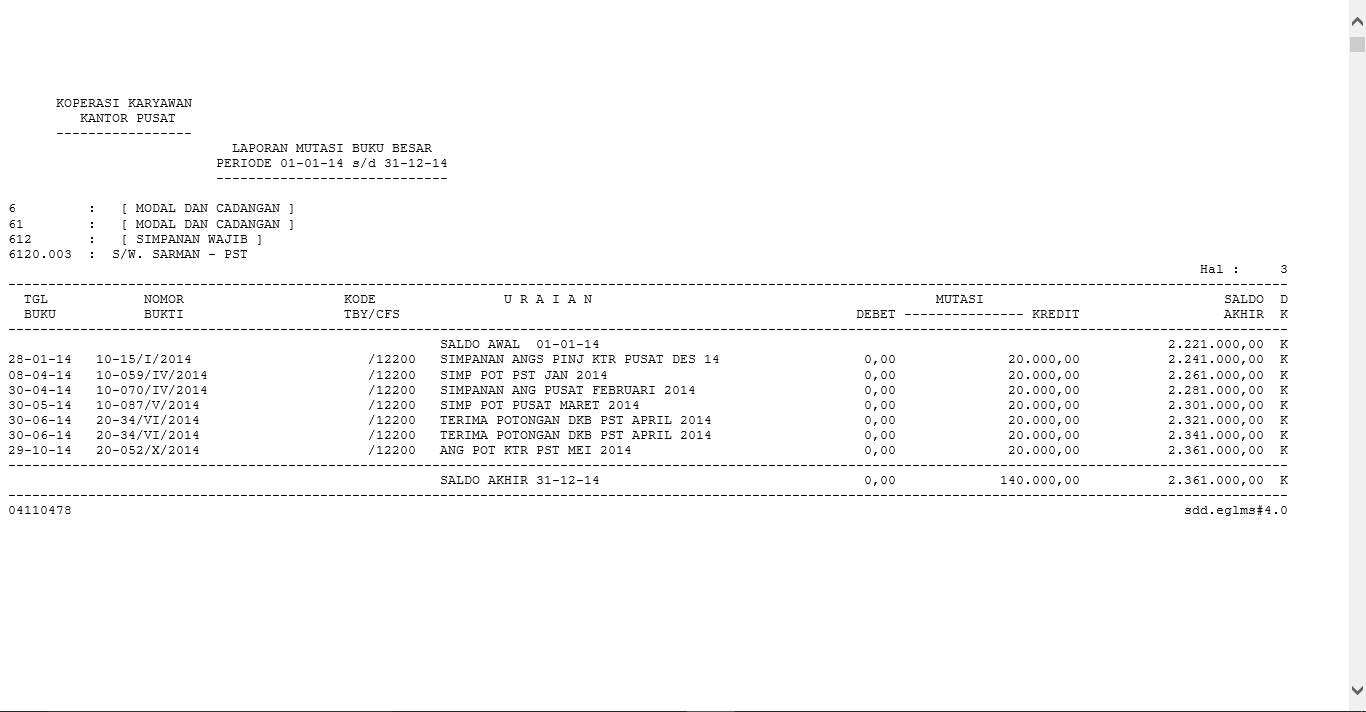 KOPERASI KARYAWAN
KANTOR PUSAT
-----------------
LAPORAN MUTASI BUKU BESAR
PERIODE 01-01-14 s/d 31-12-14
-----------------------------
6 : [ MODAL DAN CADANGAN ]
61 : [ MODAL DAN CADANGAN ]
612 : [ SIMPANAN WAJIB ]
6120.003 : S/W. SARMAN - PST
Hal : 3
TGL NOMOR KODE U R A I A N MUTASI SALDO D
BUKU BUKTI TBY/CFS DEBET --------------- KREDIT AKHIR K
SALDO AWAL 01-01-14 2.221.000,00 K
28-01-14 10-15/I/2014 /12200 SIMPANAN ANGS PINJ KTR PUSAT DES 14 0,00 20.000,00 2.241.000,00 K
08-04-14 10-059/IV/2014 /12200 SIMP POT PST JAN 2014 0,00 20.000,00 2.261.000,00 K
30-04-14 10-070/IV/2014 /12200 SIMPANAN ANG PUSAT FEBRUARI 2014 0,00 20.000,00 2.281.000,00 K
30-05-14 10-087/V/2014 /12200 SIMP POT PUSAT MARET 2014 0,00 20.000,00 2.301.000,00 K
30-06-14 20-34/VI/2014 /12200 TERIMA POTONGAN DKB PST APRIL 2014 0,00 20.000,00 2.321.000,00 K
30-06-14 20-34/VI/2014 /12200 TERIMA POTONGAN DKB PST APRIL 2014 0,00 20.000,00 2.341.000,00 K
29-10-14 20-052/X/2014 /12200 ANG POT KTR PST MEI 2014 0,00 20.000,00 2.361.000,00 K
SALDO AKHIR 31-12-14 0,00 140.000,00 2.361.000,00 K
04110478 sdd.eglms#4.0